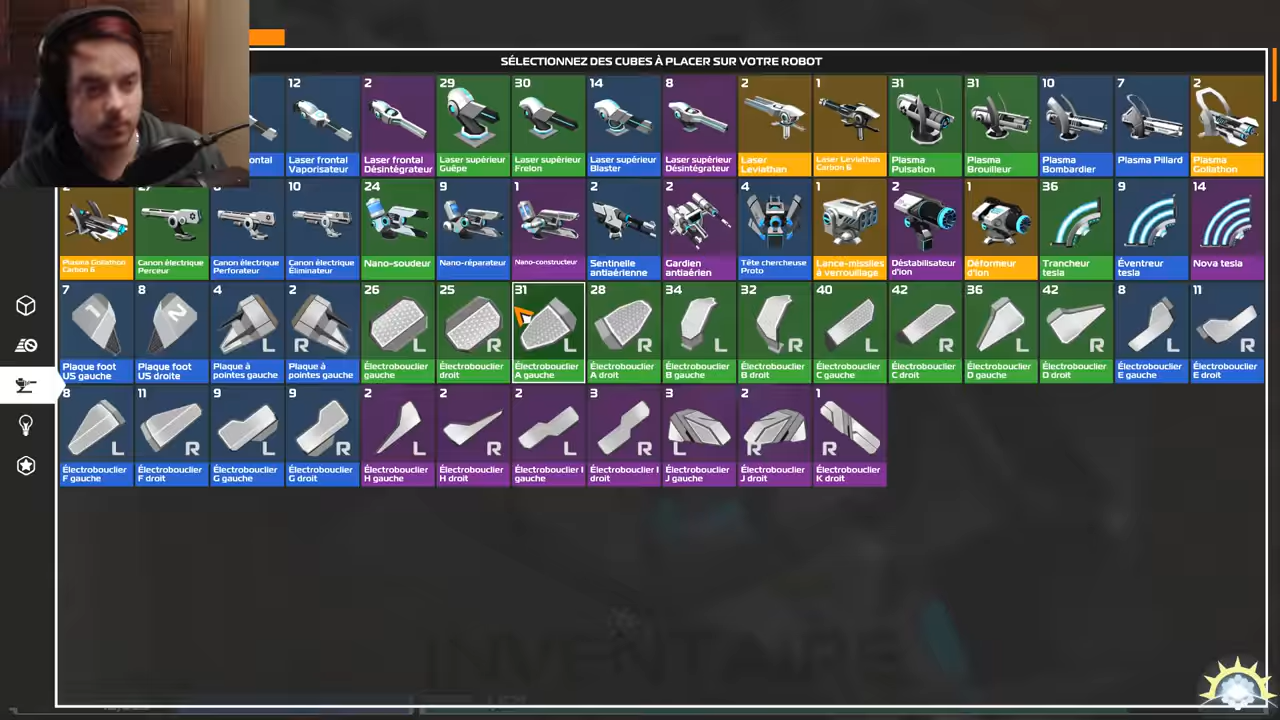 SÉLECTIONNEZ DES CUBES À PLACER SUR VOTRE ROBOT
12 2 29 30 14 8 2 1 31 31 10 7 2
ontal
Laser frontal Vaporisateur
Laser frontal Désintégrateur
Laser supérieur Guêpe
Laser supérieur Frelon
Laser supérieur Blaster
Laser supérieur Désintégrateur
Laser Leviathan
Laser Leviathan Carbon 6
Plasma Pulsation
Plasma Brouilleur
Plasma Bombardier
Plasma Pillard
Plasma Goliathon
10 24 9 1 2 2 4 1 2 1 36 9 14
Plasma Goliathon Carbon 6
Canon électrique Perceur
Canon électrique Perforateur
Canon électrique Éliminateur
Nano-soudeur
Nano-réparateur
Nano-constructeur
Sentinelle antiaérienne
Gardien antiaérien
Tête chercheuse Proto
Lance-missiles à verrouillage
Déstabilisateur d'ion
Déformeur d'ion
Trancheur tesla
Éventreur tesla
Nova tesla
7 8 4 2 26 25 31 28 34 32 40 42 36 42 8 11
1 2 L R L R L R L R L R L R L R
Plaque foot US gauche
Plaque foot US droite
Plaque à pointes gauche
Plaque à pointes gauche
Électrobouclier gauche
Électrobouclier droit
Électrobouclier A gauche
Électrobouclier A droit
Électrobouclier B gauche
Électrobouclier B droit
Électrobouclier C gauche
Électrobouclier C droit
Électrobouclier D gauche
Électrobouclier D droit
Électrobouclier E gauche
Électrobouclier E droit
8 11 9 9 2 2 2 3 3 2 1
L R L R L R L R L R R
Électrobouclier F gauche
Électrobouclier F droit
Électrobouclier G gauche
Électrobouclier G droit
Électrobouclier H gauche
Électrobouclier H droit
Électrobouclier I gauche
Électrobouclier I droit
Électrobouclier J gauche
Électrobouclier J droit
Électrobouclier K droit
INVENTAIRE